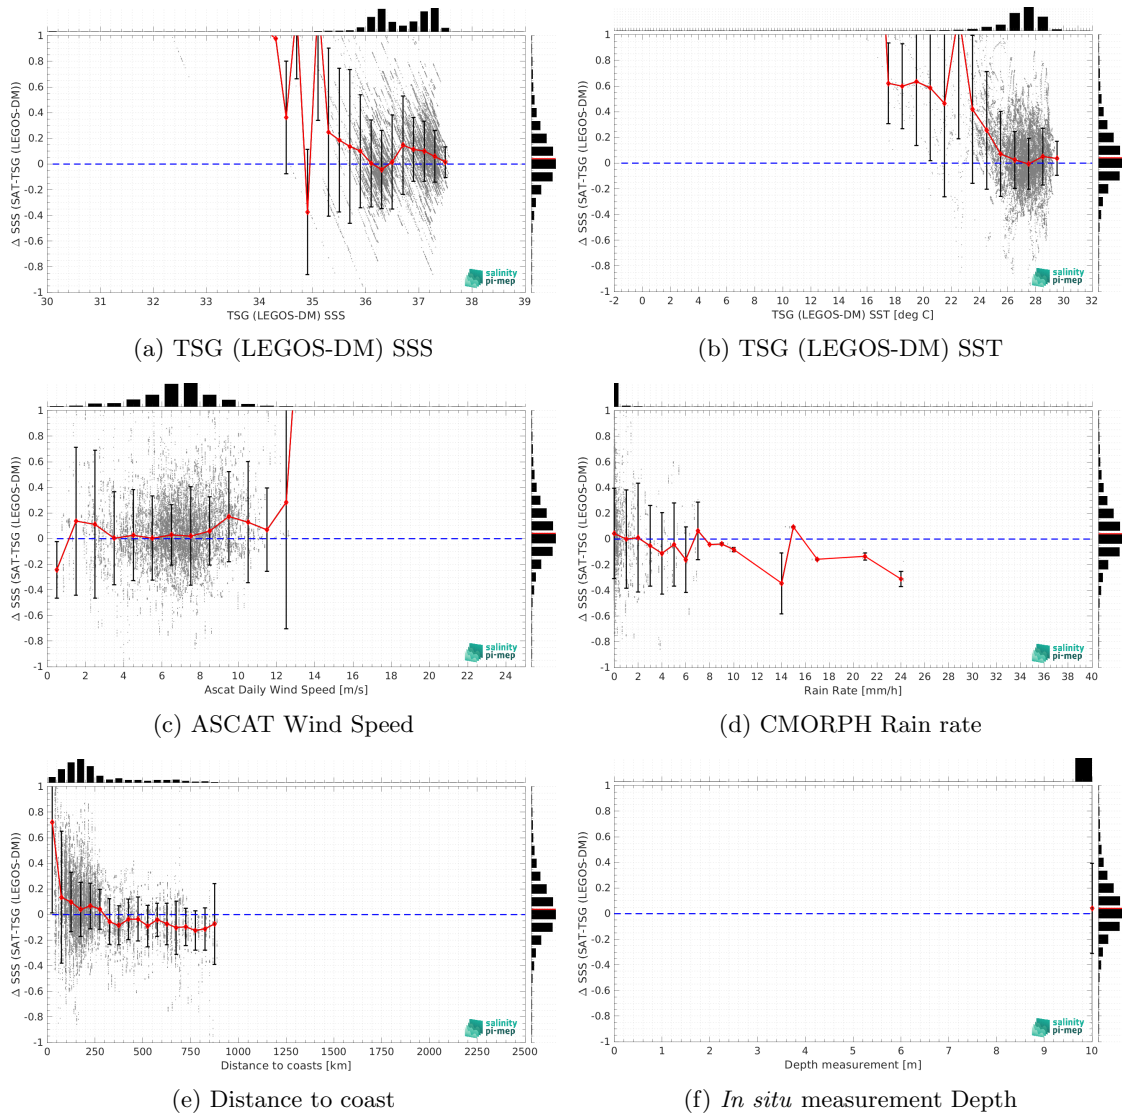 Δ SSS (SAT-TSG (LEGOS-DM))
1
0.8
0.6
0.4
0.2
0
-0.2
-0.4
-0.6
-0.8
-1
30 31 32 33 34 35 36 37 38 39
TSG (LEGOS-DM) SSS
salinity
pi-mep
(a) TSG (LEGOS-DM) SSS
Δ SSS (SAT-TSG (LEGOS-DM))
1
0.8
0.6
0.4
0.2
0
-0.2
-0.4
-0.6
-0.8
-1
-2 0 2 4 6 8 10 12 14 16 18 20 22 24 26 28 30 32
TSG (LEGOS-DM) SST [deg C]
salinity
pi-mep
(b) TSG (LEGOS-DM) SST
Δ SSS (SAT-TSG (LEGOS-DM))
1
0.8
0.6
0.4
0.2
0
-0.2
-0.4
-0.6
-0.8
-1
0 2 4 6 8 10 12 14 16 18 20 22 24
Ascat Daily Wind Speed [m/s]
salinity
pi-mep
(c) ASCAT Wind Speed
Δ SSS (SAT-TSG (LEGOS-DM))
1
0.8
0.6
0.4
0.2
0
-0.2
-0.4
-0.6
-0.8
-1
0 2 4 6 8 10 12 14 16 18 20 22 24 26 28 30 32 34 36 38 40
Rain Rate [mm/h]
salinity
pi-mep
(d) CMORPH Rain rate
Δ SSS (SAT-TSG (LEGOS-DM))
1
0.8
0.6
0.4
0.2
0
-0.2
-0.4
-0.6
-0.8
-1
0 250 500 750 1000 1250 1500 1750 2000 2250 2500
Distance to coasts [km]
salinity
pi-mep
(e) Distance to coast
Δ SSS (SAT-TSG (LEGOS-DM))
1
0.8
0.6
0.4
0.2
0
-0.2
-0.4
-0.6
-0.8
-1
0 1 2 3 4 5 6 7 8 9 10
Depth measurement [m]
salinity
pi-mep
(f) In situ measurement Depth